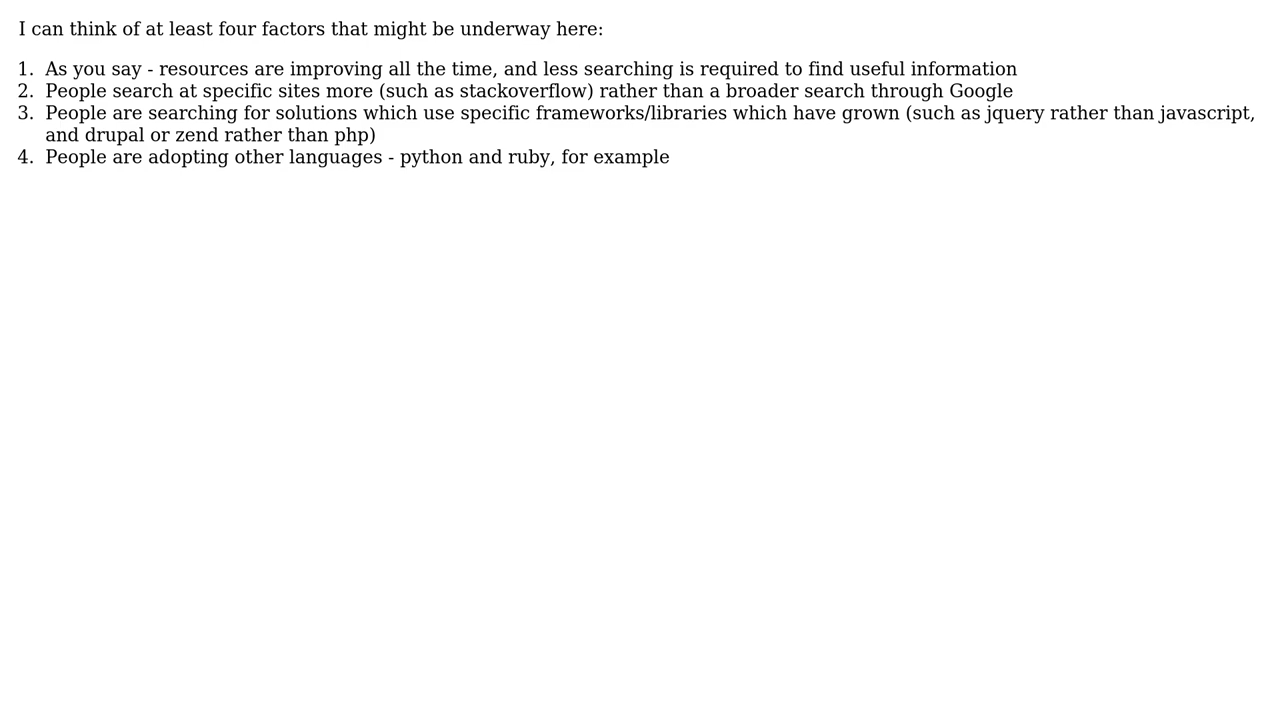 I can think of at least four factors that might be underway here:
1. As you say - resources are improving all the time, and less searching is required to find useful information
2. People search at specific sites more (such as stackoverflow) rather than a broader search through Google
3. People are searching for solutions which use specific frameworks/libraries which have grown (such as jquery rather than javascript,
and drupal or zend rather than php)
4. People are adopting other languages - python and ruby, for example